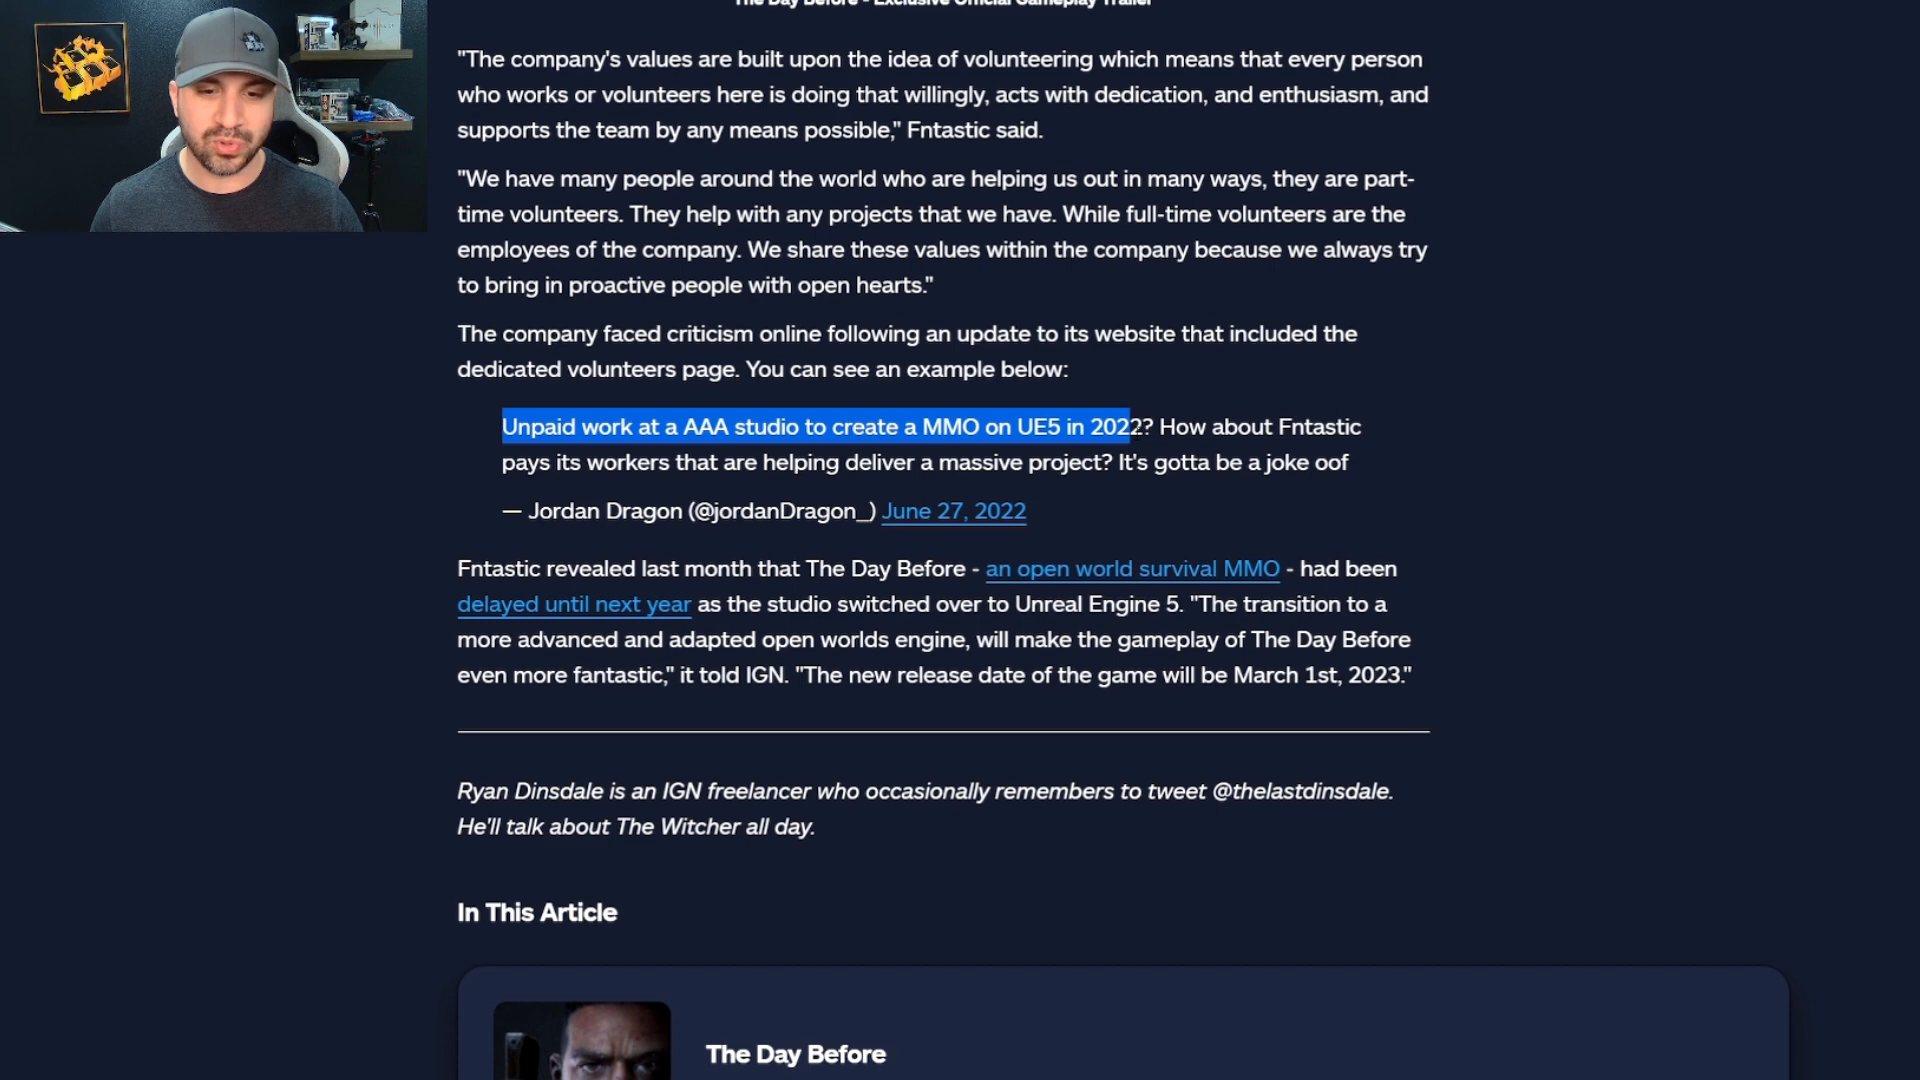 The Day Before - Exclusive Official Gameplay Trailer
"The company's values are built upon the idea of volunteering which means that every person
who works or volunteers here is doing that willingly, acts with dedication, and enthusiasm, and
supports the team by any means possible," Fntastic said.
"We have many people around the world who are helping us out in many ways, they are part-
time volunteers. They help with any projects that we have. While full-time volunteers are the
employees of the company. We share these values within the company because we always try
to bring in proactive people with open hearts."
The company faced criticism online following an update to its website that included the
dedicated volunteers page. You can see an example below:
Unpaid work at a AAA studio to create a MMO on UE5 in 2022? How about Fntastic
pays its workers that are helping deliver a massive project? It's gotta be a joke oof
— Jordan Dragon (@jordanDragon_) June 27, 2022
Fntastic revealed last month that The Day Before - an open world survival MMO - had been
delayed until next year as the studio switched over to Unreal Engine 5. "The transition to a
more advanced and adapted open worlds engine, will make the gameplay of The Day Before
even more fantastic," it told IGN. "The new release date of the game will be March 1st, 2023."
Ryan Dinsdale is an IGN freelancer who occasionally remembers to tweet @thelastdinsdale.
He'll talk about The Witcher all day.
In This Article
The Day Before